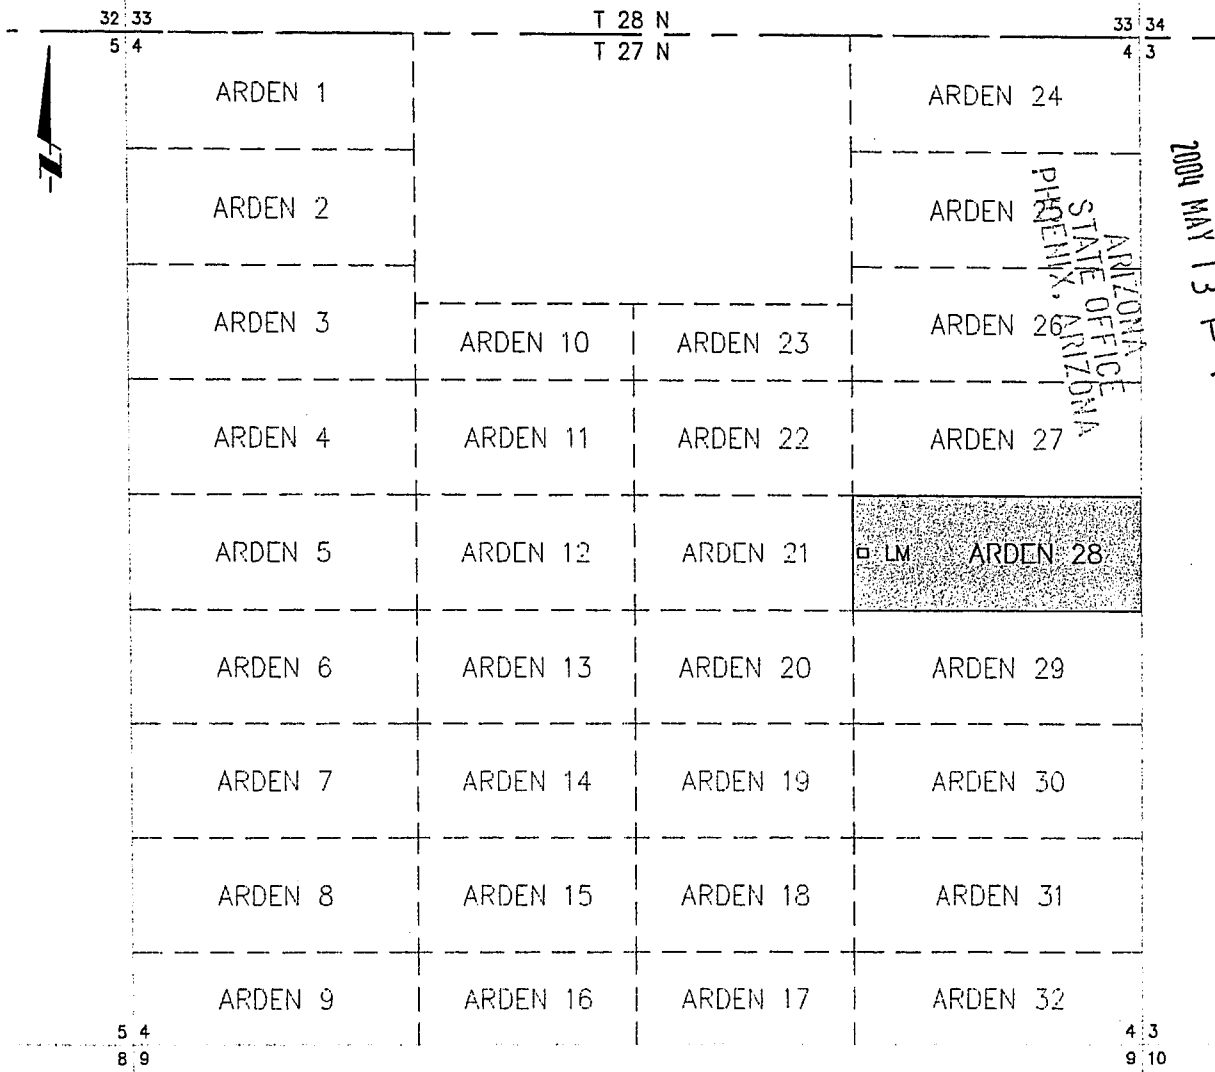 32 33 T 28 N 33 34
5 4 T 27 N 4 3
ARDEN 1 ARDEN 24
ARDEN 2 ARDEN
ARDEN 3 ARDEN 26
ARDEN 10 ARDEN 23
ARDEN 4 ARDEN 11 ARDEN 22 ARDEN 27
ARDEN 5 ARDEN 12 ARDEN 21 LM ARDEN 28
ARDEN 6 ARDEN 13 ARDEN 20 ARDEN 29
ARDEN 7 ARDEN 14 ARDEN 19 ARDEN 30
ARDEN 8 ARDEN 15 ARDEN 18 ARDEN 31
ARDEN 9 ARDEN 16 ARDEN 17 ARDEN 32
5 4 4 3
8 9 9 10
N
2004 MAY 13 P
ARIZONA
STATE OFFICE
PHOENIX, ARIZONA